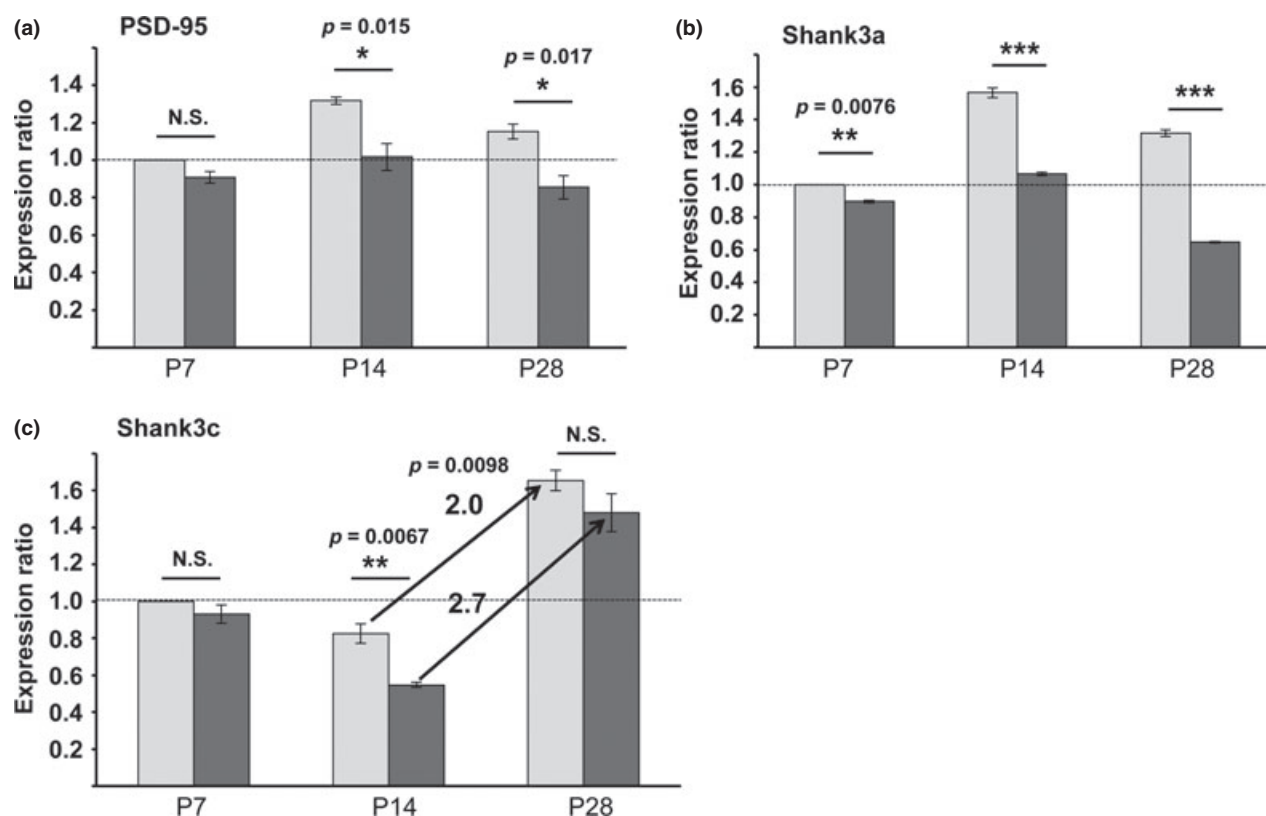 (a)
PSD-95
Expression ratio
1.4
1.2
1.0
0.8
0.6
0.4
0.2
N.S.
p = 0.015
*
p = 0.017
*
P7
P14
P28
(b)
Shank3a
Expression ratio
1.6
1.4
1.2
1.0
0.8
0.6
0.4
0.2
p = 0.0076
**
***
***
P7
P14
P28
(c)
Shank3c
Expression ratio
1.6
1.4
1.2
1.0
0.8
0.6
0.4
0.2
N.S.
p = 0.0067
**
p = 0.0098
2.0
2.7
N.S.
P7
P14
P28